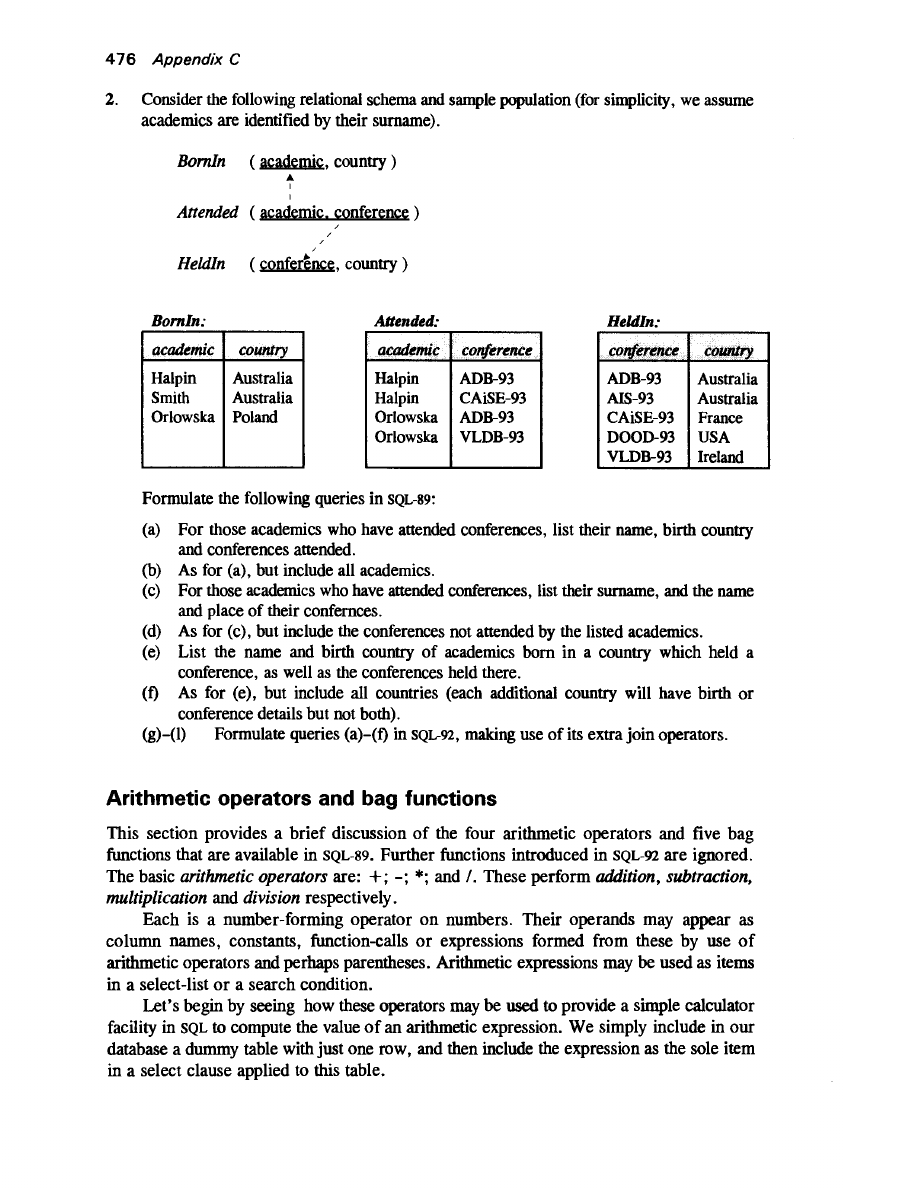 476 Appendix C
2. Consider the following relational schema and sample population (for simplicity, we assume
academics are identified by their surname).
BornIn ( academic, country )
Attended ( academic, conference )
HeldIn ( conference, country )
BornIn:
academic country
Halpin Australia
Smith Australia
Orlowska Poland
Attended:
academic conference
Halpin ADB-93
Halpin CAiSE-93
Orlowska ADB-93
Orlowska VLDB-93
HeldIn:
conference country
ADB-93 Australia
AIS-93 Australia
CAiSE-93 France
DOOD-93 USA
VLDB-93 Ireland
Formulate the following queries in SQL-89:
(a) For those academics who have attended conferences, list their name, birth country
and conferences attended.
(b) As for (a), but include all academics.
(c) For those academics who have attended conferences, list their surname, and the name
and place of their confernces.
(d) As for (c), but include the conferences not attended by the listed academics.
(e) List the name and birth country of academics born in a country which held a
conference, as well as the conferences held there.
(f) As for (e), but include all countries (each additional country will have birth or
conference details but not both).
(g)–(l) Formulate queries (a)–(f) in SQL-92, making use of its extra join operators.
Arithmetic operators and bag functions
This section provides a brief discussion of the four arithmetic operators and five bag
functions that are available in SQL-89. Further functions introduced in SQL-92 are ignored.
The basic arithmetic operators are: +; -; *; and /. These perform addition, subtraction,
multiplication and division respectively.
Each is a number-forming operator on numbers. Their operands may appear as
column names, constants, function-calls or expressions formed from these by use of
arithmetic operators and perhaps parentheses. Arithmetic expressions may be used as items
in a select-list or a search condition.
Let's begin by seeing how these operators may be used to provide a simple calculator
facility in SQL to compute the value of an arithmetic expression. We simply include in our
database a dummy table with just one row, and then include the expression as the sole item
in a select clause applied to this table.